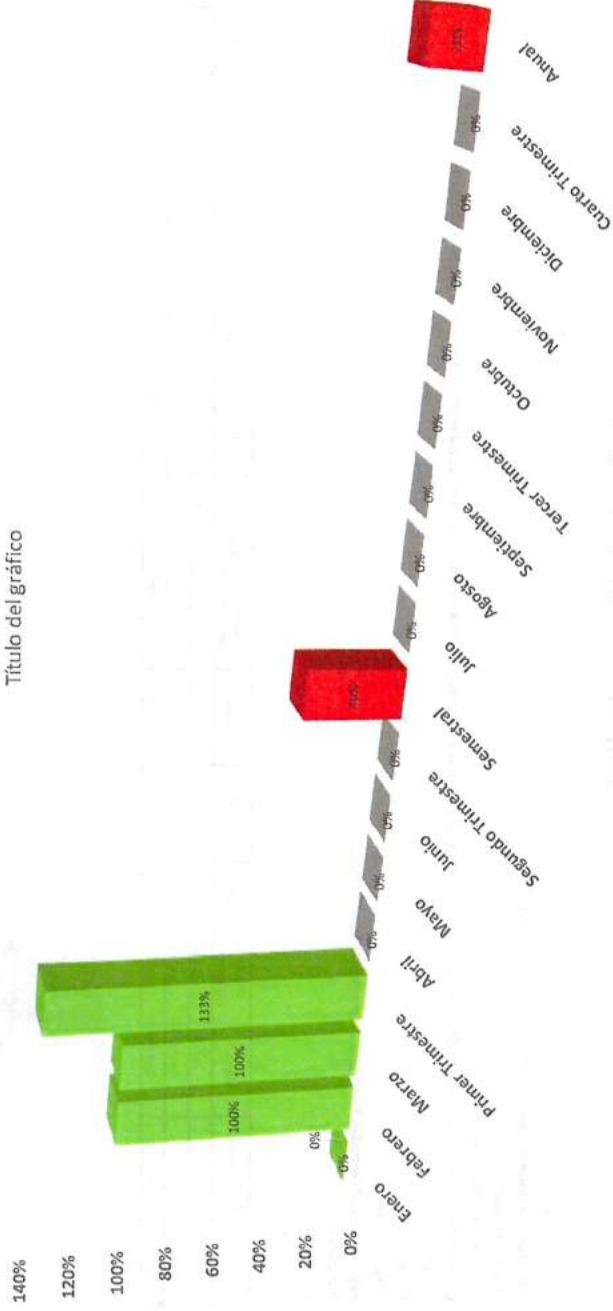 Título del gráfico
140%
120%
100%
80%
60%
40%
20%
0%
0%
0%
100%
100%
133%
0%
0%
0%
0%
0%
0%
0%
0%
0%
0%
0%
0%
Enero
Febrero
Marzo
Primer Trimestre
Abril
Mayo
Junio
Segundo Trimestre
Semestral
Julio
Agosto
Septiembre
Tercer Trimestre
Octubre
Noviembre
Diciembre
Cuarto Trimestre
Anual